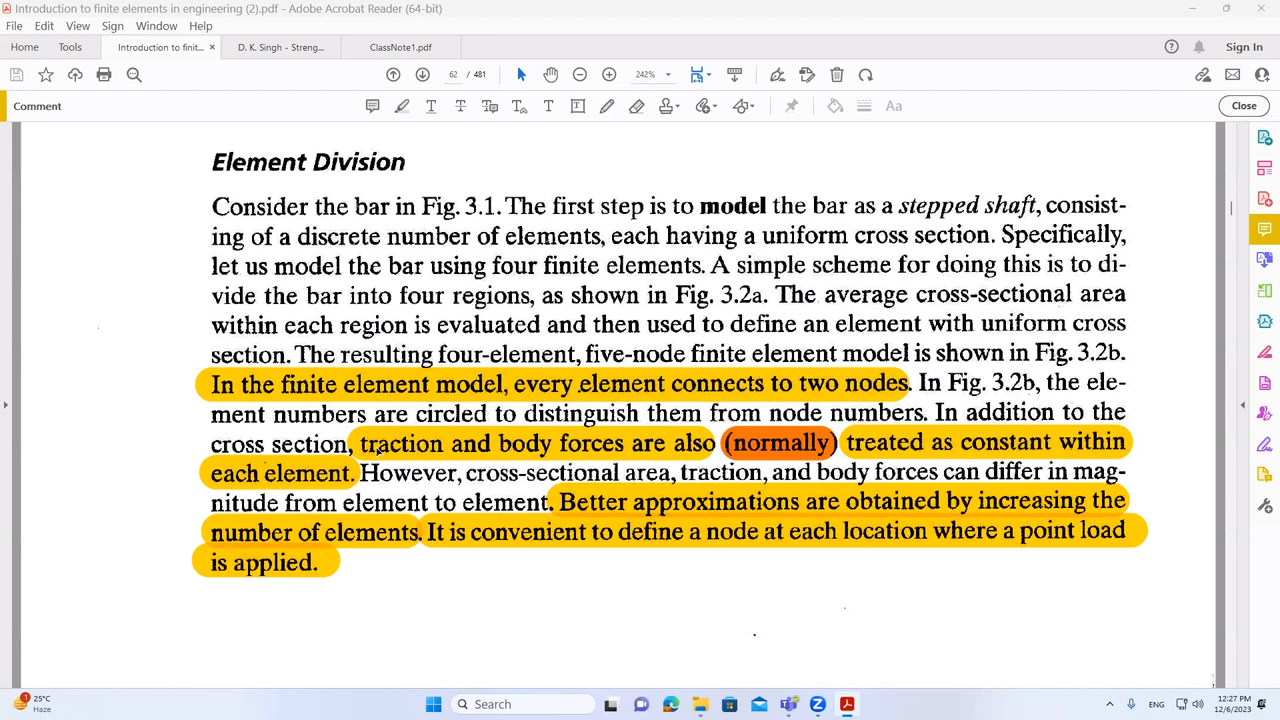 Introduction to finite elements in engineering (2).pdf - Adobe Acrobat Reader (64-bit)
File Edit View Sign Window Help
Home Tools Introduction to finit... × D. K. Singh - Streng... ClassNote1.pdf Sign In
62 / 481 242%
Comment Close
Element Division
Consider the bar in Fig. 3.1. The first step is to model the bar as a stepped shaft, consist-
ing of a discrete number of elements, each having a uniform cross section. Specifically,
let us model the bar using four finite elements. A simple scheme for doing this is to di-
vide the bar into four regions, as shown in Fig. 3.2a. The average cross-sectional area
within each region is evaluated and then used to define an element with uniform cross
section. The resulting four-element, five-node finite element model is shown in Fig. 3.2b.
In the finite element model, every element connects to two nodes. In Fig. 3.2b, the ele-
ment numbers are circled to distinguish them from node numbers. In addition to the
cross section, traction and body forces are also (normally) treated as constant within
each element. However, cross-sectional area, traction, and body forces can differ in mag-
nitude from element to element. Better approximations are obtained by increasing the
number of elements. It is convenient to define a node at each location where a point load
is applied.
25°C
Haze
Search
ENG
12:27 PM
12/6/2023